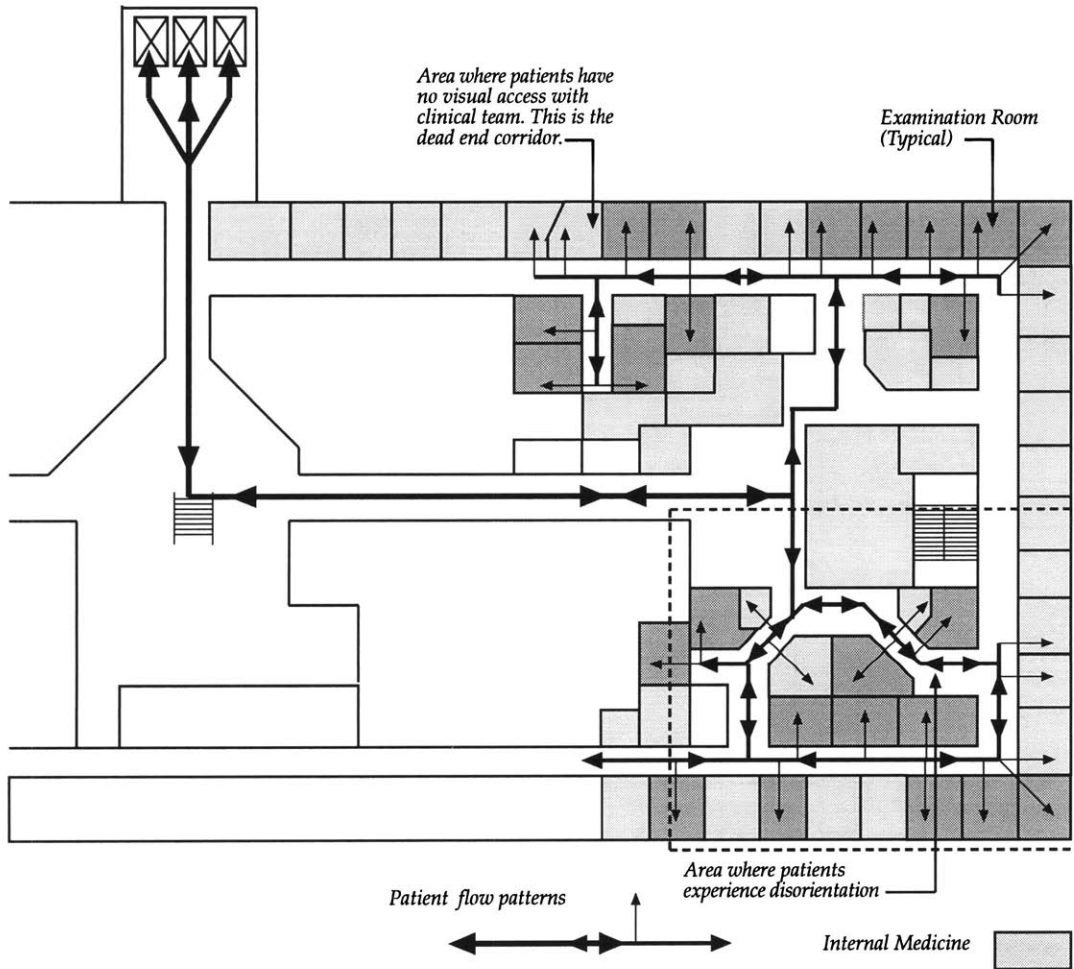 Area where patients have
no visual access with
clinical team. This is the
dead end corridor.
Examination Room
(Typical)
Area where patients
experience disorientation
Patient flow patterns
Internal Medicine